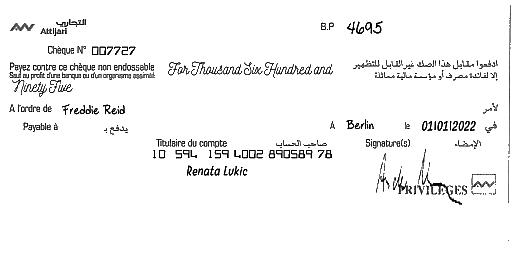 التجاري
Attijari
B.P 4695
Chèque N° 007727
Payez contre ce chèque non endossable
Sauf au profit d'une banque ou d'un organisme assimilé
For Thousand Six Hundred and
ادفعوا مقابل هذا الصك غير القابل للتظهير
إلا لفائدة مصرف أو مؤسسة مالية مماثلة
Ninety Five
A l'ordre de Freddie Reid
لأمر
Payable à يدفع بـ
A Berlin le 01/01/2022 في
Titulaire du compte صاحب الحساب
Signature(s) الإمضاء
10 594 159 4002 890589 78
Renata Lukic
PRIVILEGES